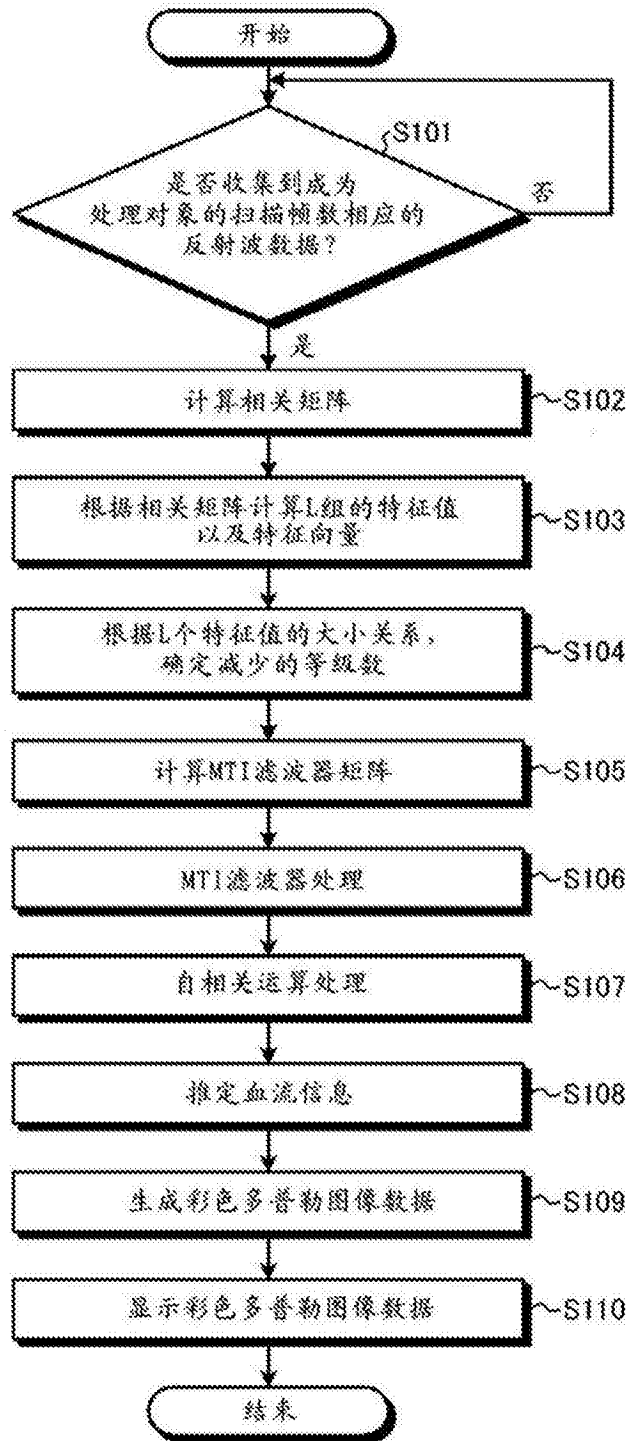 开始
S101
是否收集到成为
处理对象的扫描帧数相应的
反射波数据?
否
是
计算相关矩阵
S102
根据相关矩阵计算L组的特征值
以及特征向量
S103
根据L个特征值的大小关系,
确定减少的等级数
S104
计算MTI滤波器矩阵
S105
MTI滤波器处理
S106
自相关运算处理
S107
推定血流信息
S108
生成彩色多普勒图像数据
S109
显示彩色多普勒图像数据
S110
结束